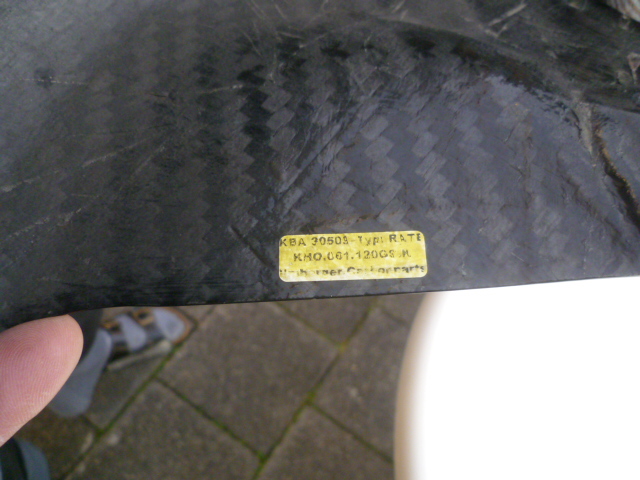 KBA 30503-Typ: RATE
KHO.061.120GS.K
Carbonparts